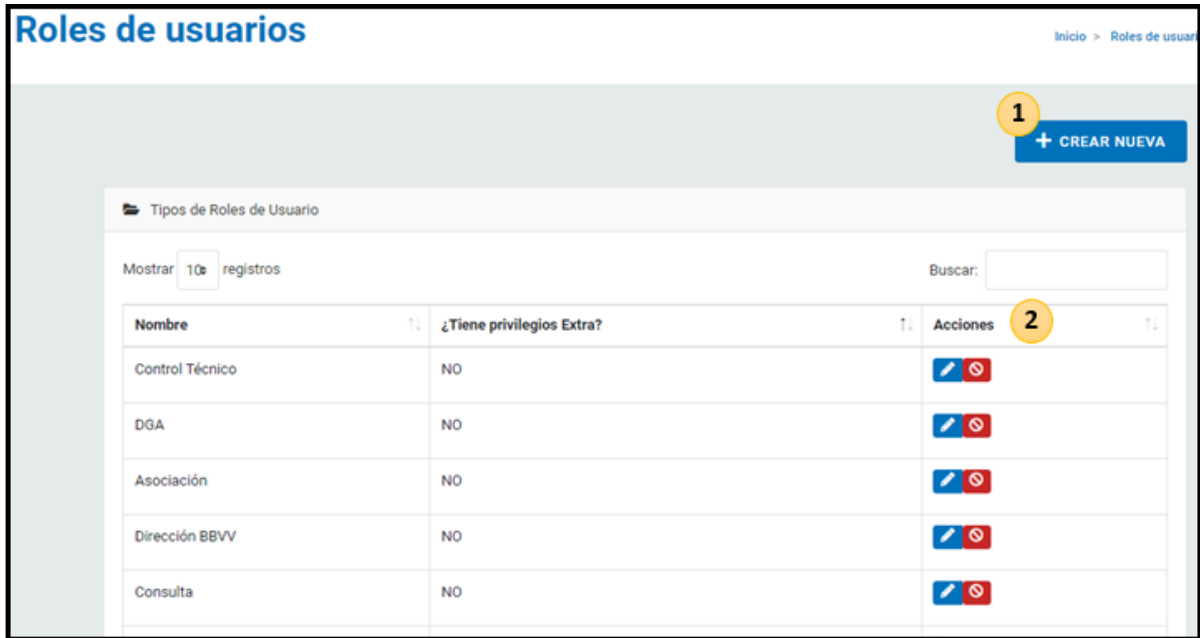 Roles de usuarios
Inicio > Roles de usuari
1
+ CREAR NUEVA
Tipos de Roles de Usuario
Mostrar 10 registros
Buscar:
Nombre ¿Tiene privilegios Extra? Acciones 2
Control Técnico NO
DGA NO
Asociación NO
Dirección BBVV NO
Consulta NO